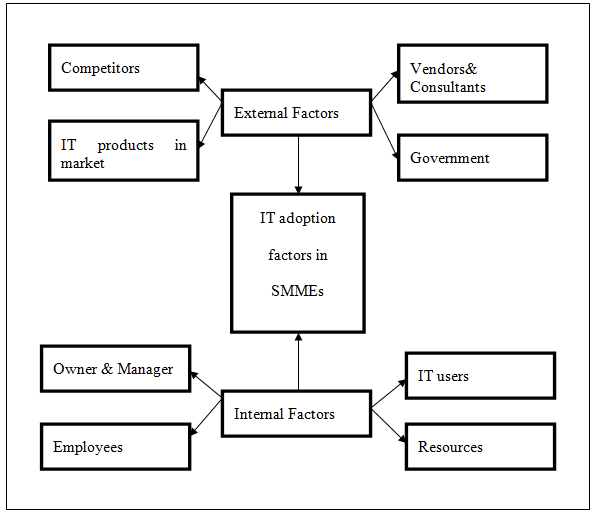 Competitors
Vendors&
Consultants
External Factors
IT products in
market
Government
IT adoption
factors in
SMMEs
Owner & Manager
IT users
Internal Factors
Employees
Resources